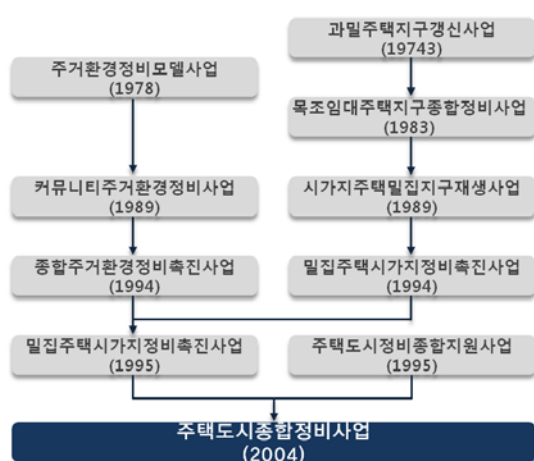 과밀주택지구갱신사업
(19743)
주거환경정비모델사업
(1978)
목조임대주택지구종합정비사업
(1983)
커뮤니티주거환경정비사업
(1989)
시가지주택밀집지구재생사업
(1989)
종합주거환경정비촉진사업
(1994)
밀집주택시가지정비촉진사업
(1994)
밀집주택시가지정비촉진사업
(1995)
주택도시정비종합지원사업
(1995)
주택도시종합정비사업
(2004)